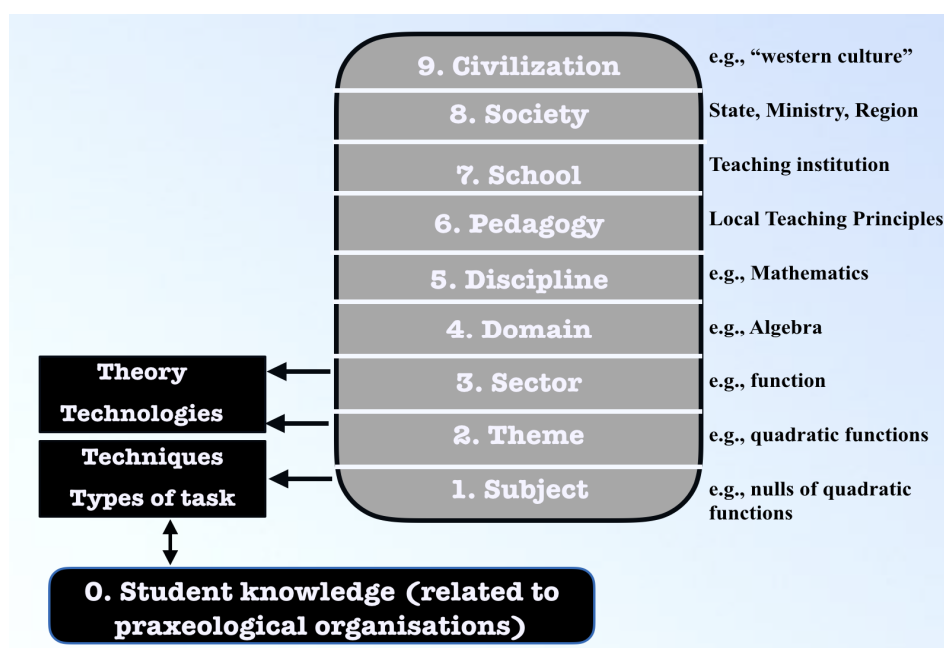 9. Civilization
e.g., “western culture”
8. Society
State, Ministry, Region
7. School
Teaching institution
6. Pedagogy
Local Teaching Principles
5. Discipline
e.g., Mathematics
4. Domain
e.g., Algebra
Theory
Technologies
3. Sector
e.g., function
2. Theme
e.g., quadratic functions
Techniques
Types of task
1. Subject
e.g., nulls of quadratic
functions
0. Student knowledge (related to
praxeological organisations)